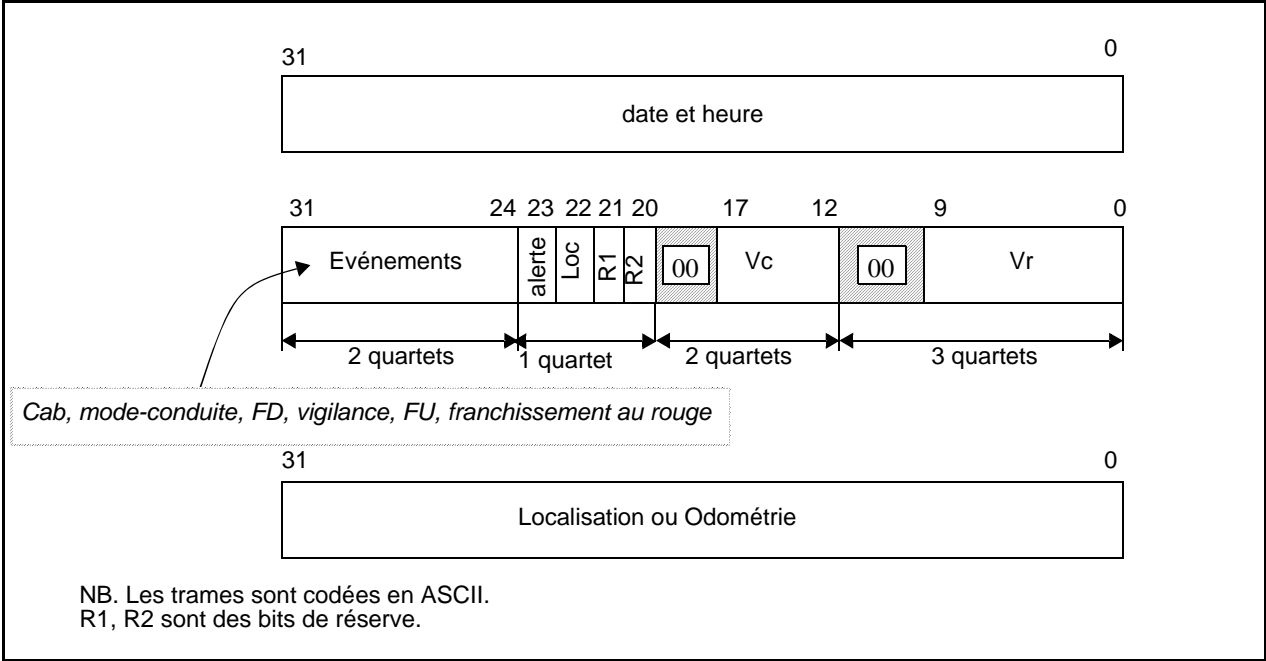 31 0
date et heure
31 24 23 22 21 20 17 12 9 0
Evénements alerte Loc R1 R2 00 Vc 00 Vr
2 quartets 1 quartet 2 quartets 3 quartets
Cab, mode-conduite, FD, vigilance, FU, franchissement au rouge
31 0
Localisation ou Odométrie
NB. Les trames sont codées en ASCII.
R1, R2 sont des bits de réserve.